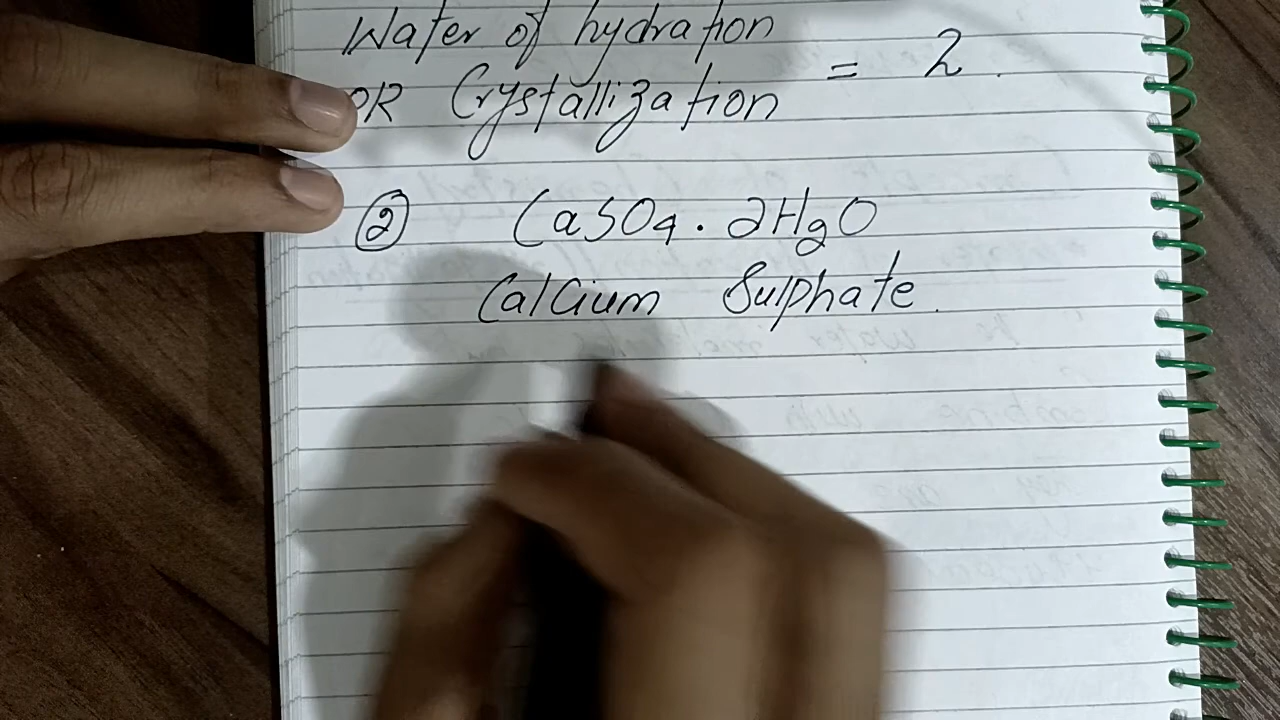 Water of hydration
OR Crystallization = 2.
② CaSO4 . 2H2O
Calcium Sulphate.